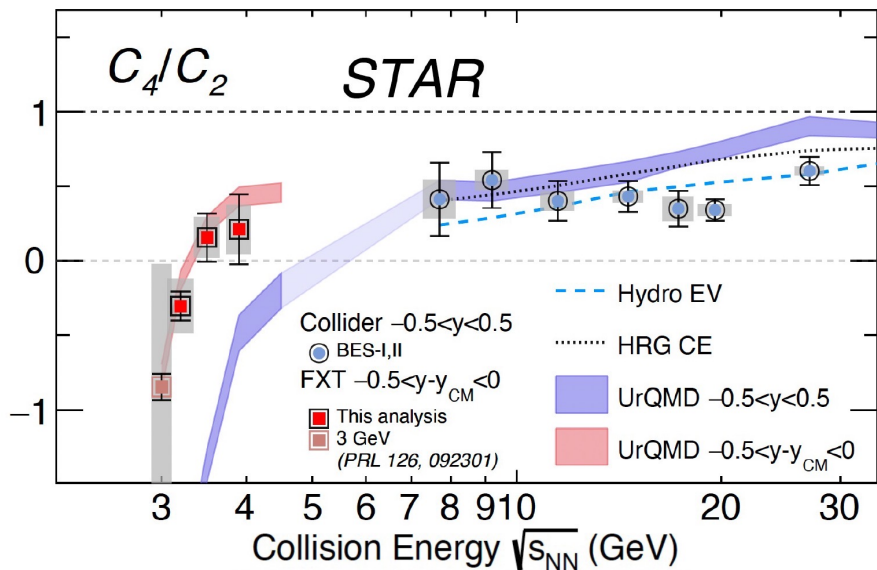 C4/C2
STAR
1
0
−1
Collider −0.5<y<0.5
BES-I,II
FXT −0.5<y-yCM<0
This analysis
3 GeV
(PRL 126, 092301)
Hydro EV
HRG CE
UrQMD −0.5<y<0.5
UrQMD −0.5<y-yCM<0
3 4 5 6 7 8 910 20 30
Collision Energy √sNN (GeV)